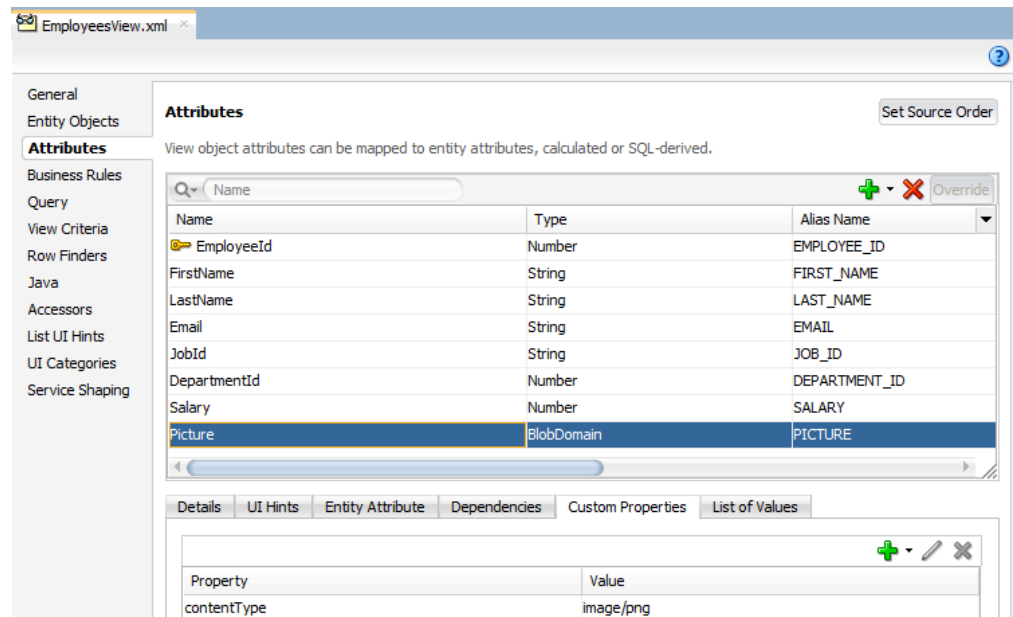 EmployeesView.xml
General
Entity Objects
Attributes
Business Rules
Query
View Criteria
Row Finders
Java
Accessors
List UI Hints
UI Categories
Service Shaping
Attributes
Set Source Order
View object attributes can be mapped to entity attributes, calculated or SQL-derived.
Name
Override
Name Type Alias Name
EmployeeId Number EMPLOYEE_ID
FirstName String FIRST_NAME
LastName String LAST_NAME
Email String EMAIL
JobId String JOB_ID
DepartmentId Number DEPARTMENT_ID
Salary Number SALARY
Picture BlobDomain PICTURE
Details UI Hints Entity Attribute Dependencies Custom Properties List of Values
Property Value
contentType image/png